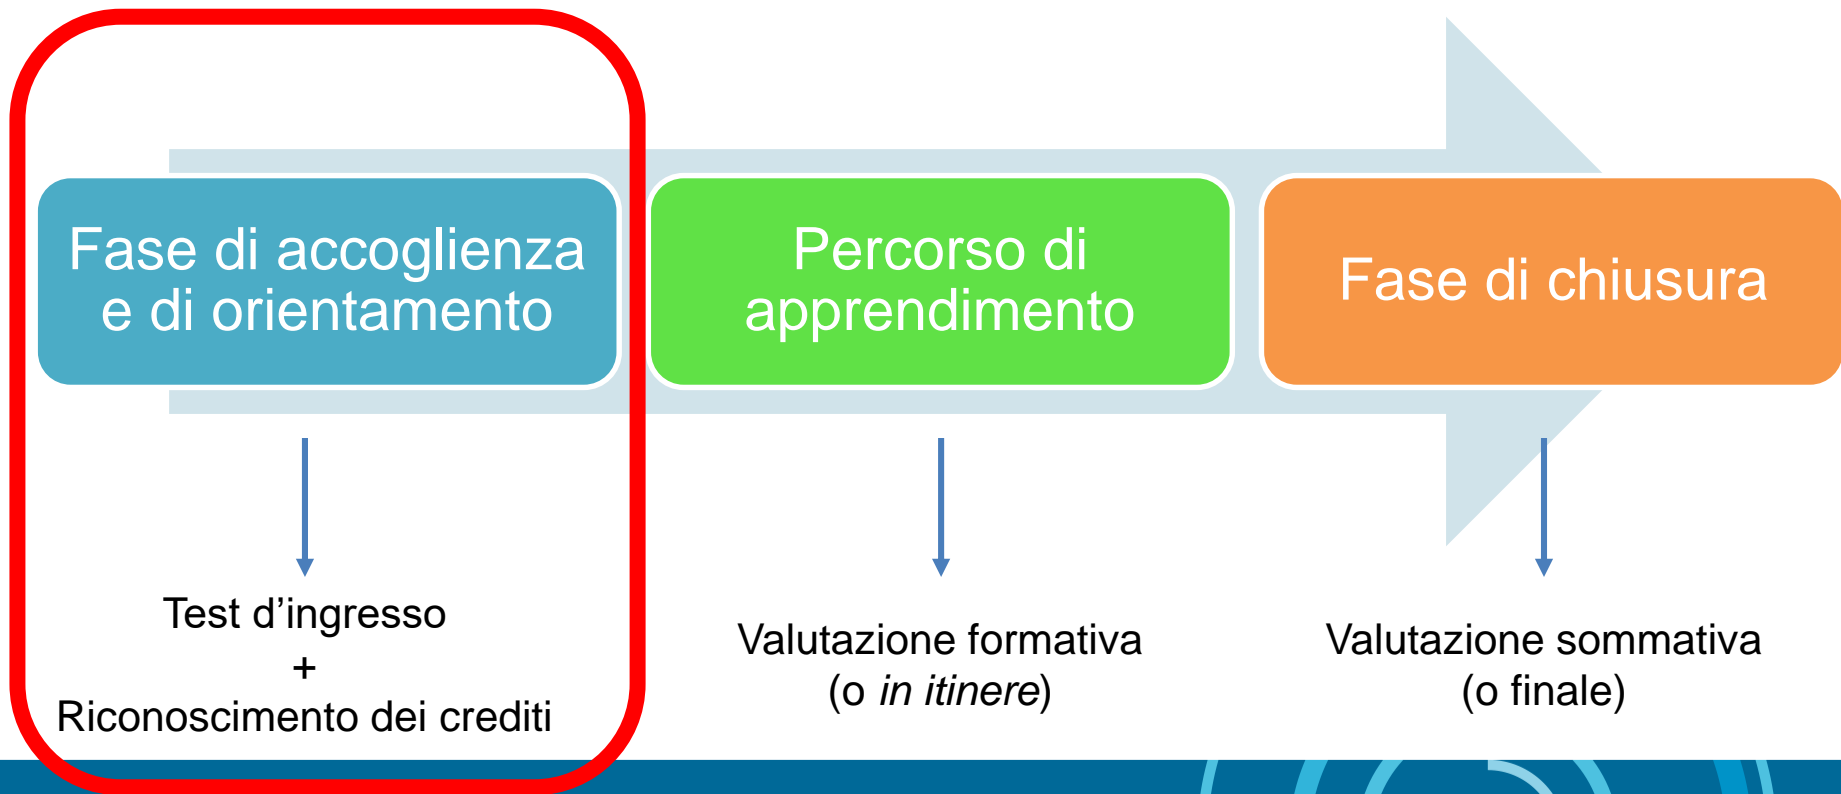 Fase di accoglienza
e di orientamento
Percorso di
apprendimento
Fase di chiusura
Test d’ingresso
+
Riconoscimento dei crediti
Valutazione formativa
(o in itinere)
Valutazione sommativa
(o finale)